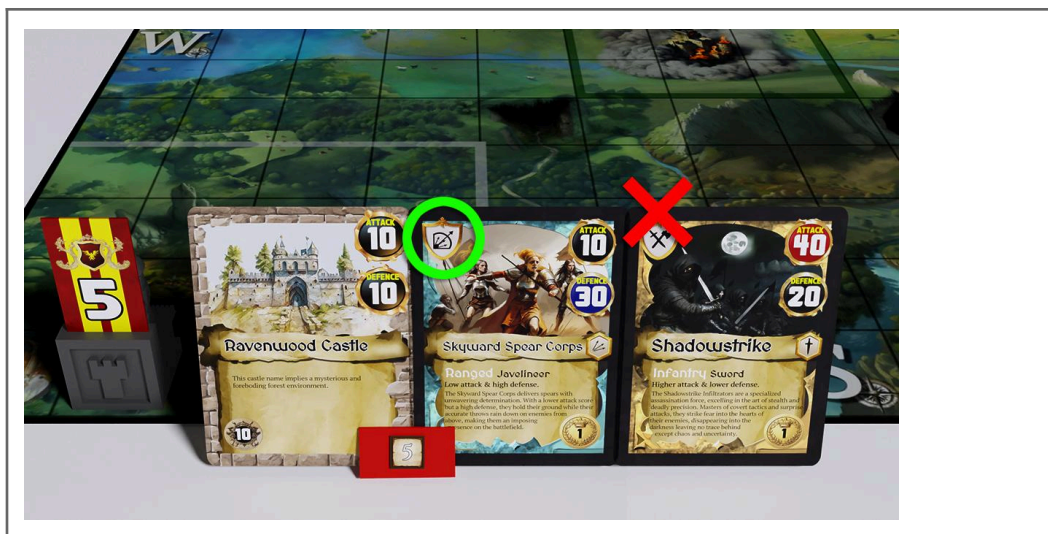 W
5
ATTACK
10
DEFENCE
10
Ravenwood Castle
This castle name implies a mysterious and
foreboding forest environment.
10
5
ATTACK
10
DEFENCE
30
Skyward Spear Corps
Ranged Javelineer
Low attack & high defense.
The Skyward Spear Corps delivers spears with
unwavering determination. With a lower attack score
but a high defense, they hold their ground while their
accurate throws rain down on enemies from
above, making them an imposing
presence on the battlefield.
1
ATTACK
40
DEFENCE
20
Shadowstrike
Infantry Sword
Higher attack & lower defense.
The Shadowstrike Infiltrators are a specialized
assassination force, excelling in the art of stealth and
deadly precision. Masters of covert tactics and surprise
attacks, they strike fear into the hearts of
their enemies, disappearing into the
darkness leaving no trace behind
except chaos and uncertainty.
1
S